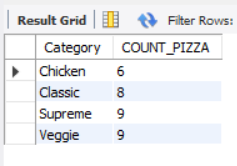 Result Grid Filter Rows:
Category COUNT_PIZZA
Chicken 6
Classic 8
Supreme 9
Veggie 9